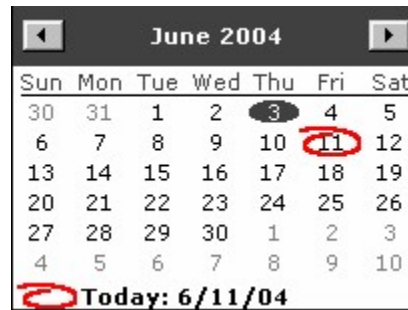 June 2004
Sun Mon Tue Wed Thu Fri Sat
30 31 1 2 3 4 5
6 7 8 9 10 11 12
13 14 15 16 17 18 19
20 21 22 23 24 25 26
27 28 29 30 1 2 3
4 5 6 7 8 9 10
Today: 6/11/04